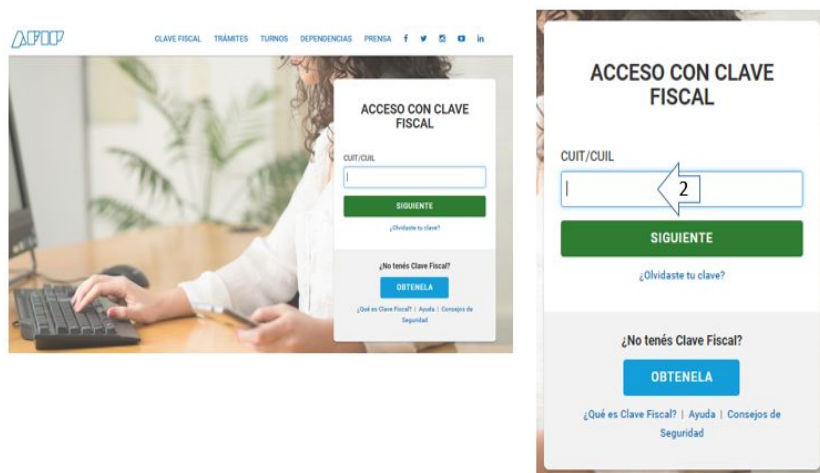 AFIP
CLAVE FISCAL TRÁMITES TURNOS DEPENDENCIAS PRENSA
ACCESO CON CLAVE
FISCAL
CUIT/CUIL
SIGUIENTE
¿Olvidaste tu clave?
¿No tenés Clave Fiscal?
OBTENELA
¿Qué es Clave Fiscal? | Ayuda | Consejos de
Seguridad
ACCESO CON CLAVE
FISCAL
CUIT/CUIL
2
SIGUIENTE
¿Olvidaste tu clave?
¿No tenés Clave Fiscal?
OBTENELA
¿Qué es Clave Fiscal? | Ayuda | Consejos de
Seguridad